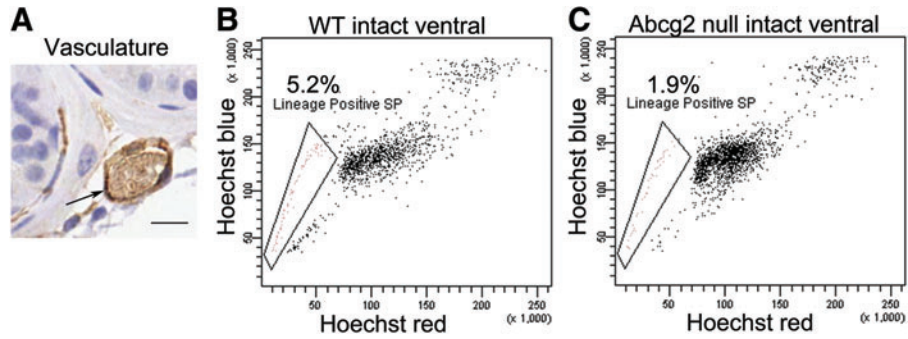 A
Vasculature
B
WT intact ventral
(x 1,000)
250
200
150
100
50
Hoechst blue
5.2%
Lineage Positive SP
50 100 150 200 250
(x 1,000)
Hoechst red
C
Abcg2 null intact ventral
(x 1,000)
250
200
150
100
50
Hoechst blue
1.9%
Lineage Positive SP
50 100 150 200 250
(x 1,000)
Hoechst red